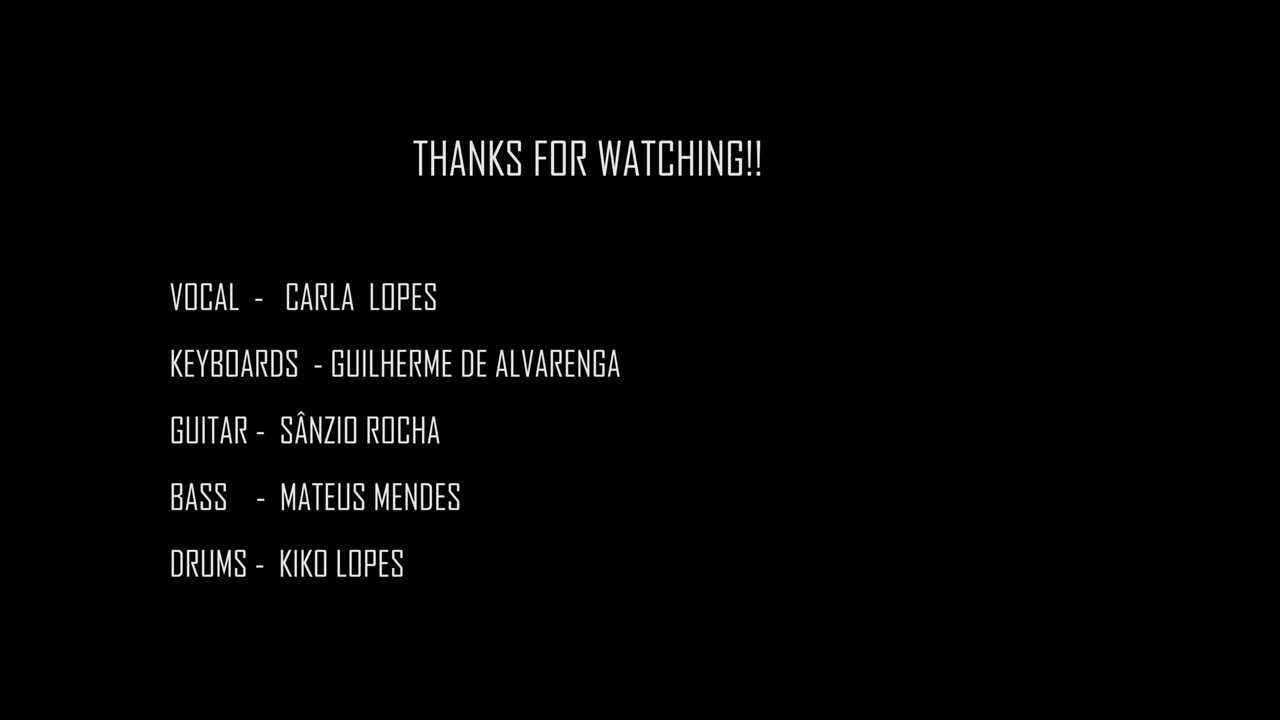 THANKS FOR WATCHING!!
VOCAL - CARLA LOPES
KEYBOARDS - GUILHERME DE ALVARENGA
GUITAR - SÂNZIO ROCHA
BASS - MATEUS MENDES
DRUMS - KIKO LOPES